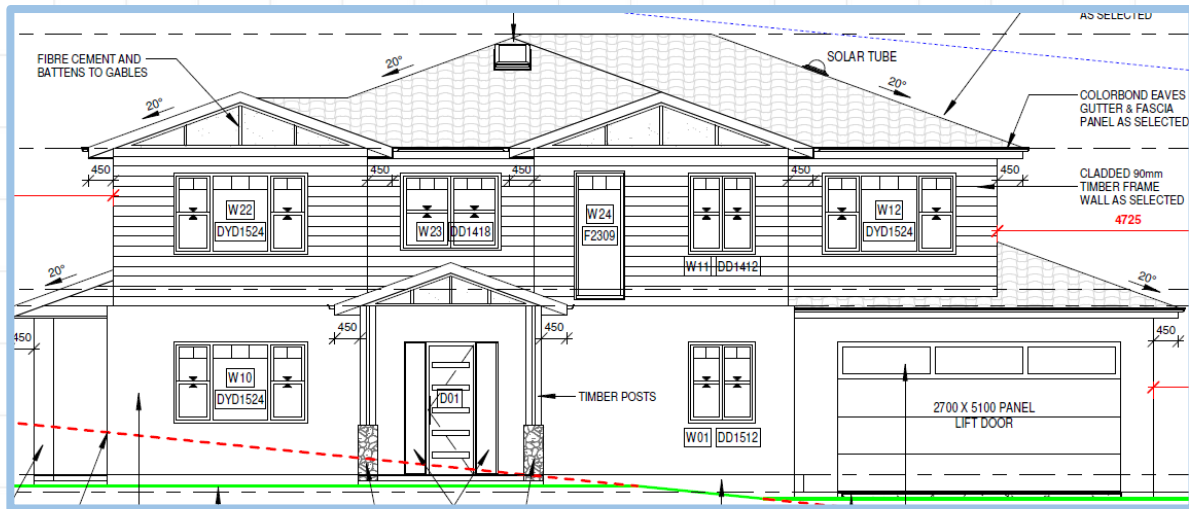 AS SELECTED
FIBRE CEMENT AND
BATTENS TO GABLES
SOLAR TUBE
20°
20°
20°
COLORBOND EAVES
GUTTER & FASCIA
PANEL AS SELECTED
450
450
450
450
450
CLADDED 90mm
TIMBER FRAME
WALL AS SELECTED
4725
W22
DYD1524
W23
DD1418
W24
F2309
W12
DYD1524
W11
DD1412
20°
20°
450
450
450
450
W10
DYD1524
D01
TIMBER POSTS
2700 X 5100 PANEL
LIFT DOOR
W01
DD1512